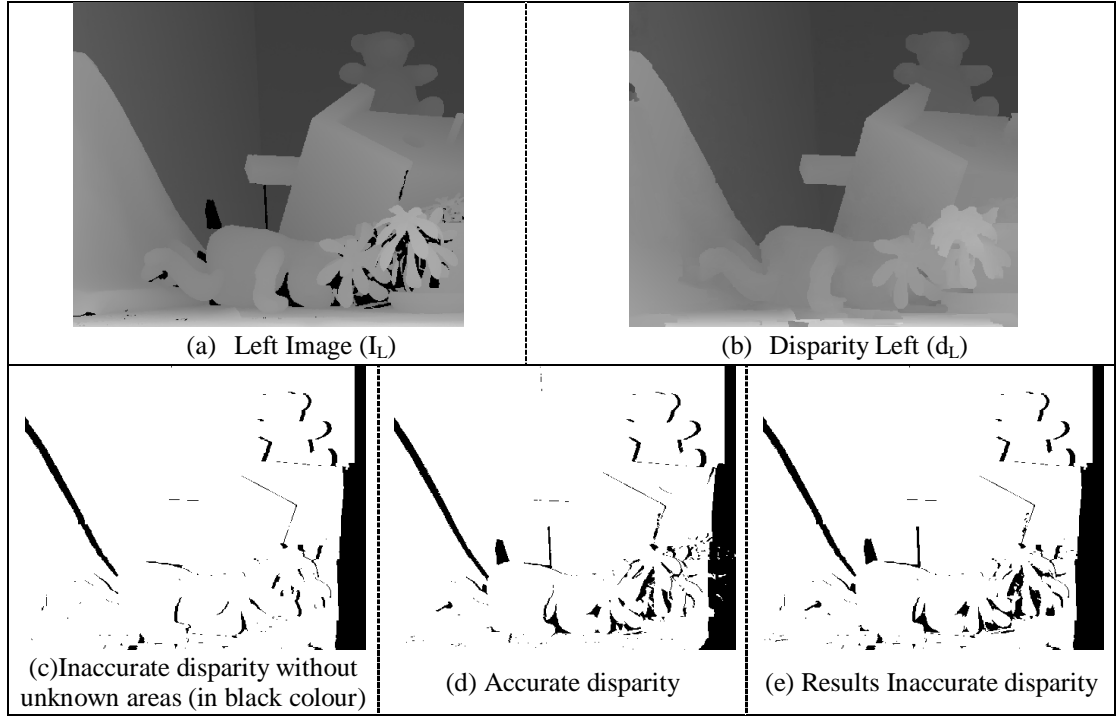 (a) Left Image (I_L)
(b) Disparity Left (d_L)
(c)Inaccurate disparity without
unknown areas (in black colour)
(d) Accurate disparity
(e) Results Inaccurate disparity